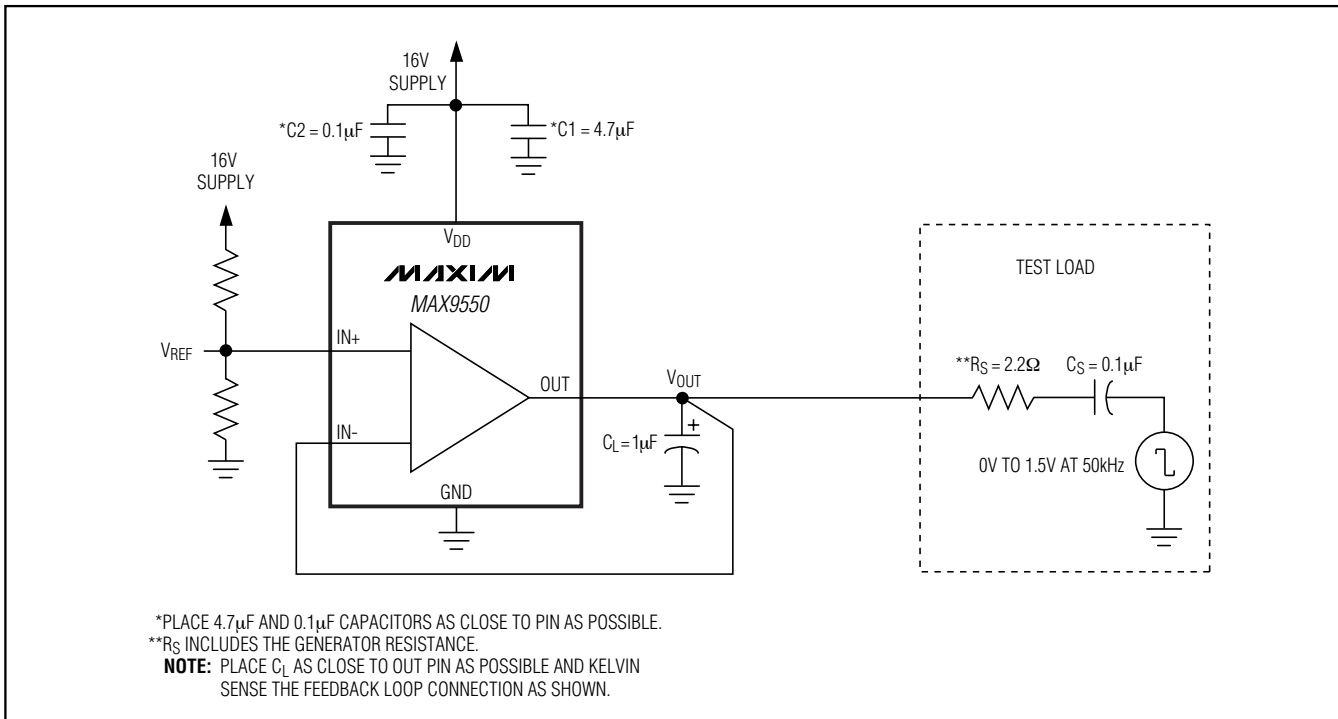 16V
SUPPLY
*C2 = 0.1µF
*C1 = 4.7µF
16V
SUPPLY
VDD
MAXIM
MAX9550
TEST LOAD
VREF
IN+
OUT
VOUT
**RS = 2.2Ω
CS = 0.1µF
IN-
+
CL = 1µF
0V TO 1.5V AT 50kHz
GND
*PLACE 4.7µF AND 0.1µF CAPACITORS AS CLOSE TO PIN AS POSSIBLE.
**RS INCLUDES THE GENERATOR RESISTANCE.
NOTE: PLACE CL AS CLOSE TO OUT PIN AS POSSIBLE AND KELVIN
SENSE THE FEEDBACK LOOP CONNECTION AS SHOWN.